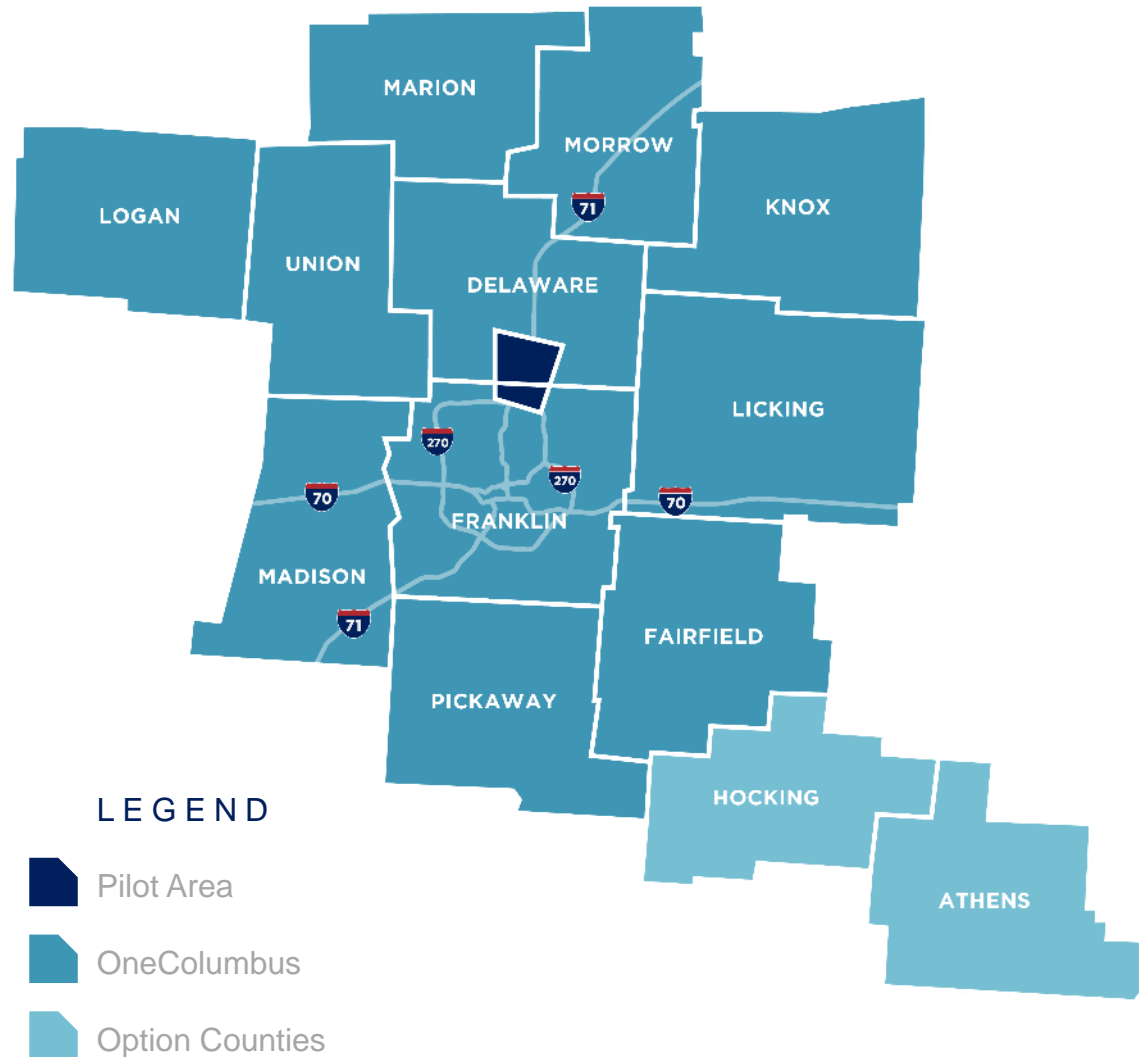 MARION
MORROW
LOGAN
KNOX
71
UNION
DELAWARE
LICKING
270
270
70
70
FRANKLIN
MADISON
71
FAIRFIELD
PICKAWAY
HOCKING
ATHENS
LEGEND
Pilot Area
OneColumbus
Option Counties